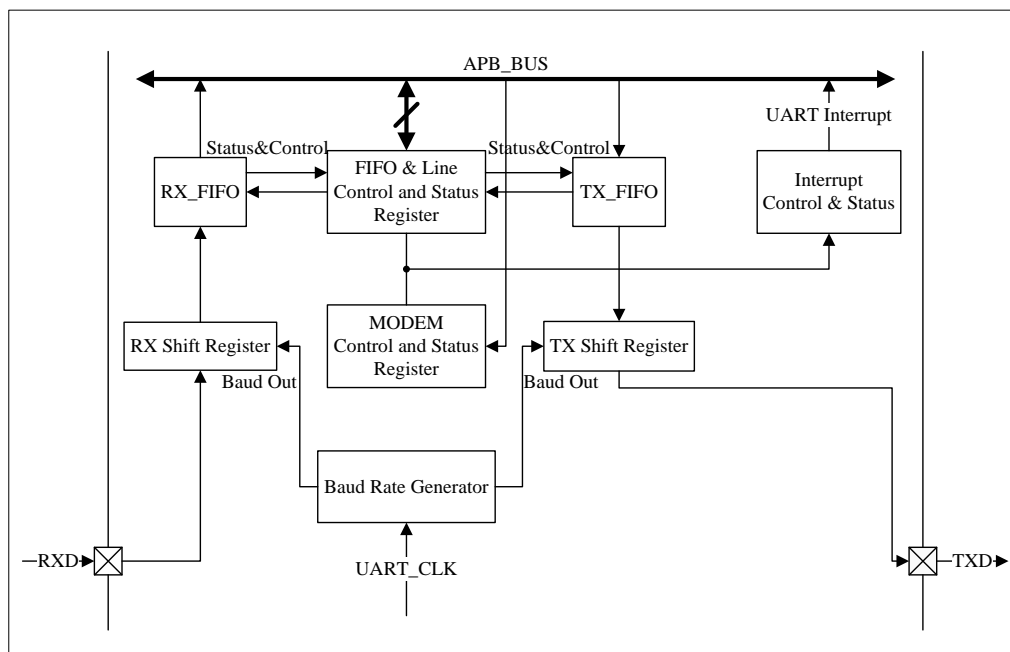 APB_BUS
UART Interrupt
Status&Control
Status&Control
RX_FIFO
FIFO & Line
Control and Status
Register
TX_FIFO
Interrupt
Control & Status
RX Shift Register
MODEM
Control and Status
Register
TX Shift Register
Baud Out
Baud Out
Baud Rate Generator
RXD
UART_CLK
TXD